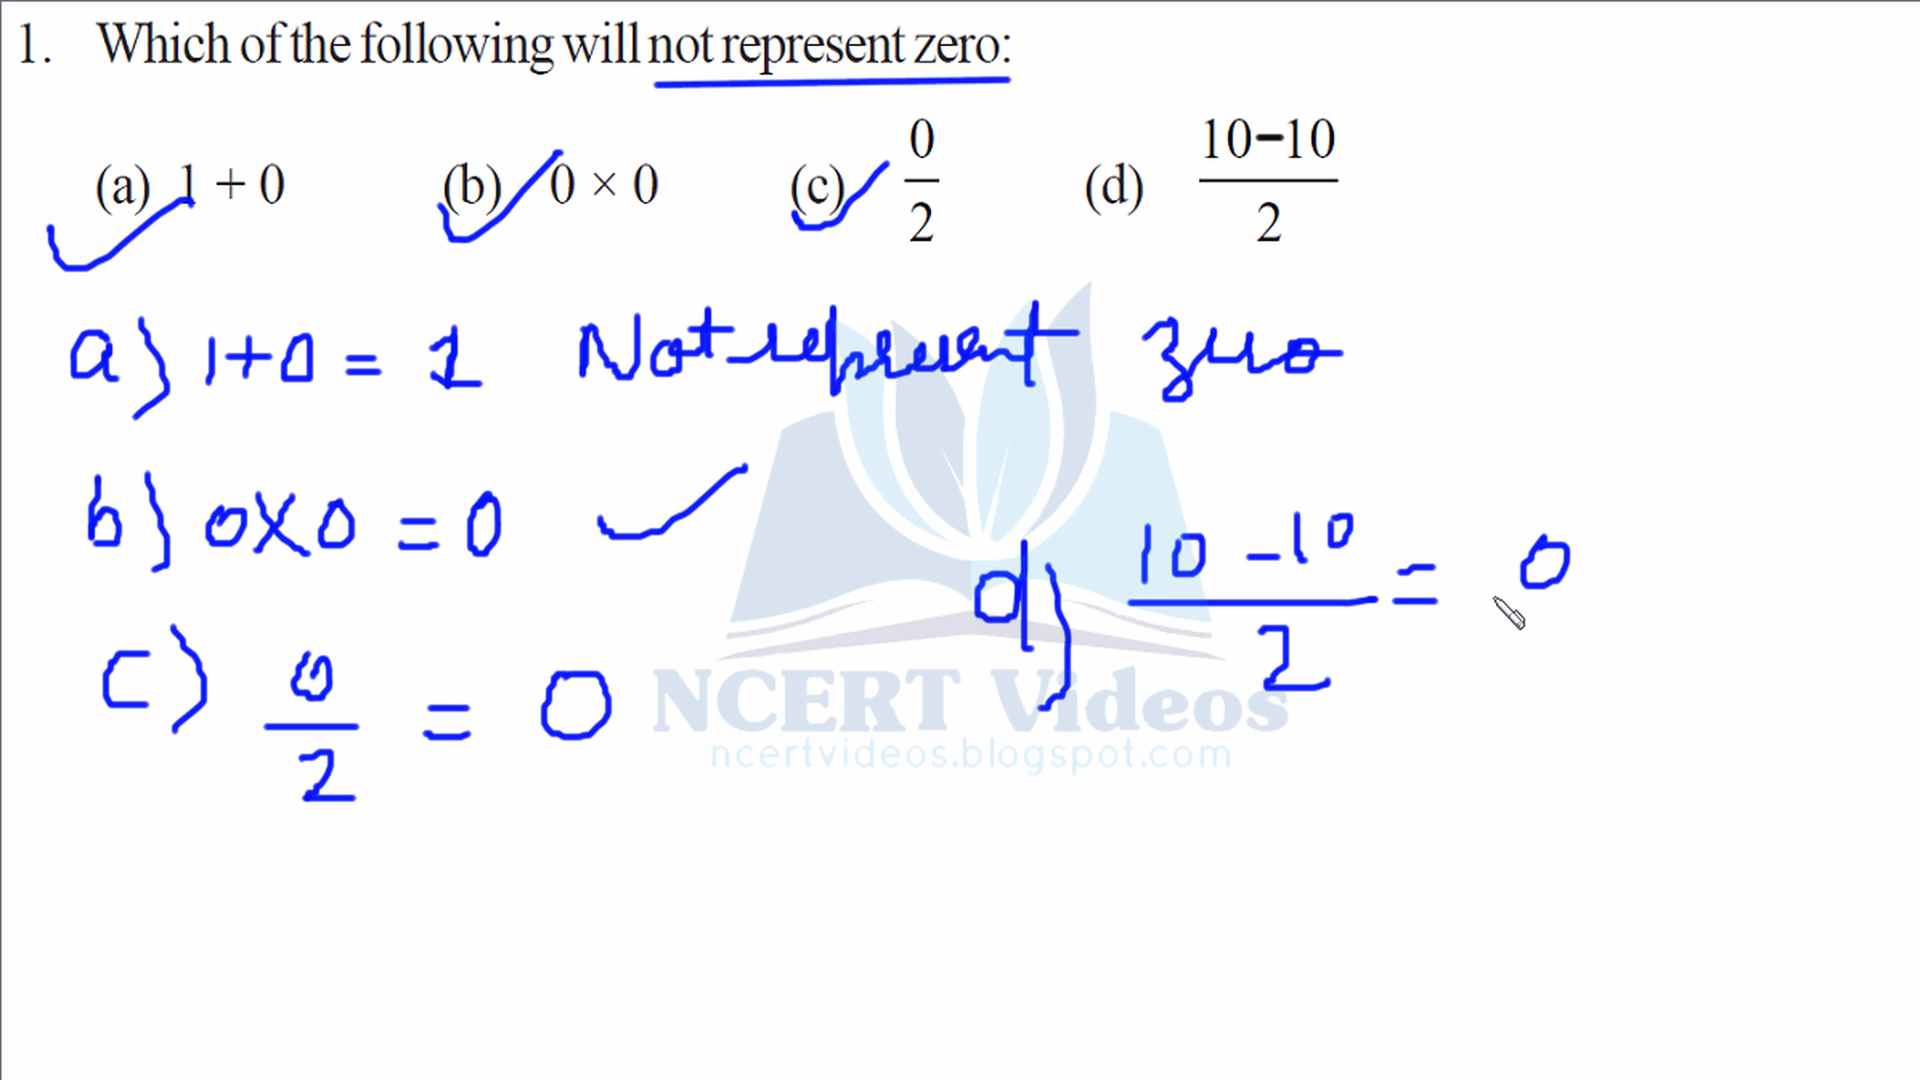 1. Which of the following will not represent zero:
(a) 1 + 0 (b) 0 × 0 (c) 0/2 (d) 10−10/2
a) 1+0 = 1 Not represent zero
b) 0×0 = 0
d) 10 −10/2 = 0
c) 0/2 = 0
NCERT Videos
ncertvideos.blogspot.com